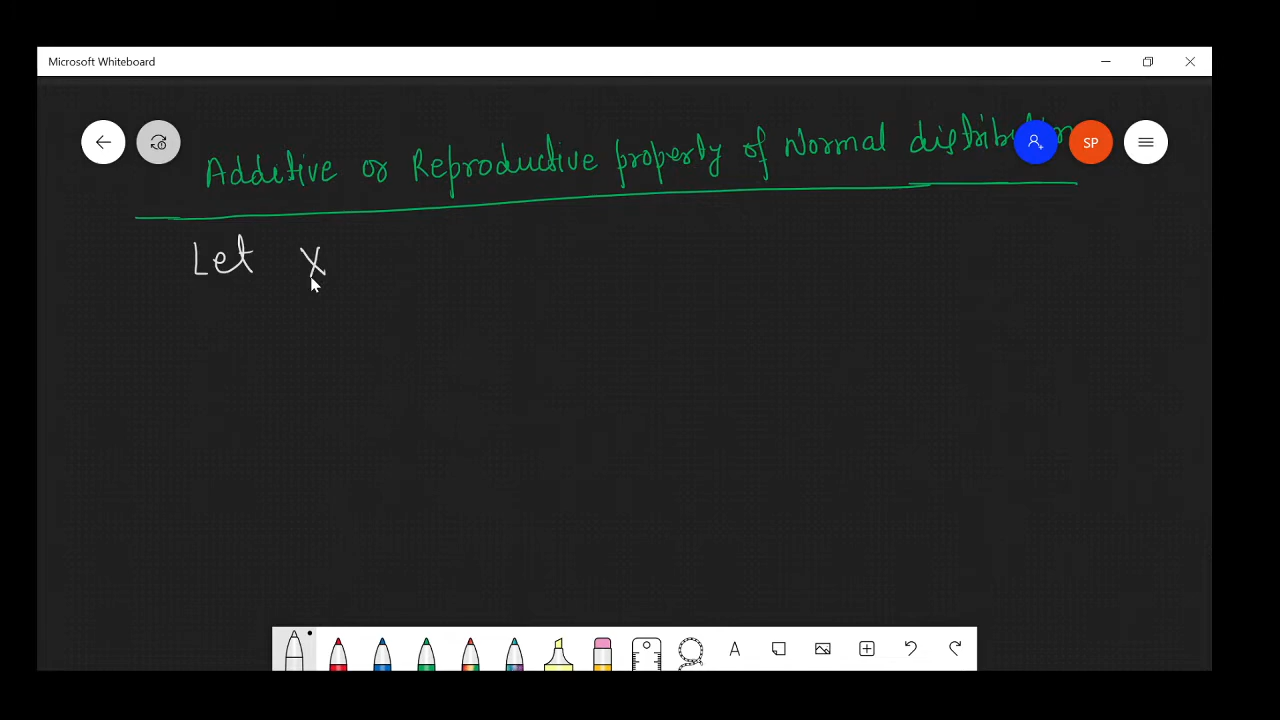 Microsoft Whiteboard
Additive or Reproductive property of Normal distribution
SP
Let X
A